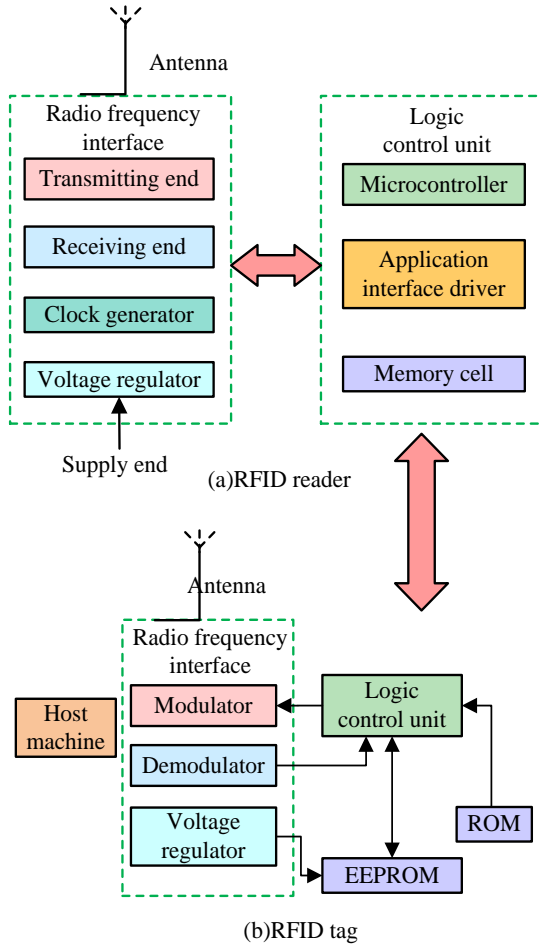 Antenna
Radio frequency
interface
Transmitting end
Receiving end
Clock generator
Voltage regulator
Supply end
Logic
control unit
Microcontroller
Application
interface driver
Memory cell
(a)RFID reader
Antenna
Radio frequency
interface
Modulator
Demodulator
Voltage
regulator
Host
machine
Logic
control unit
ROM
EEPROM
(b)RFID tag